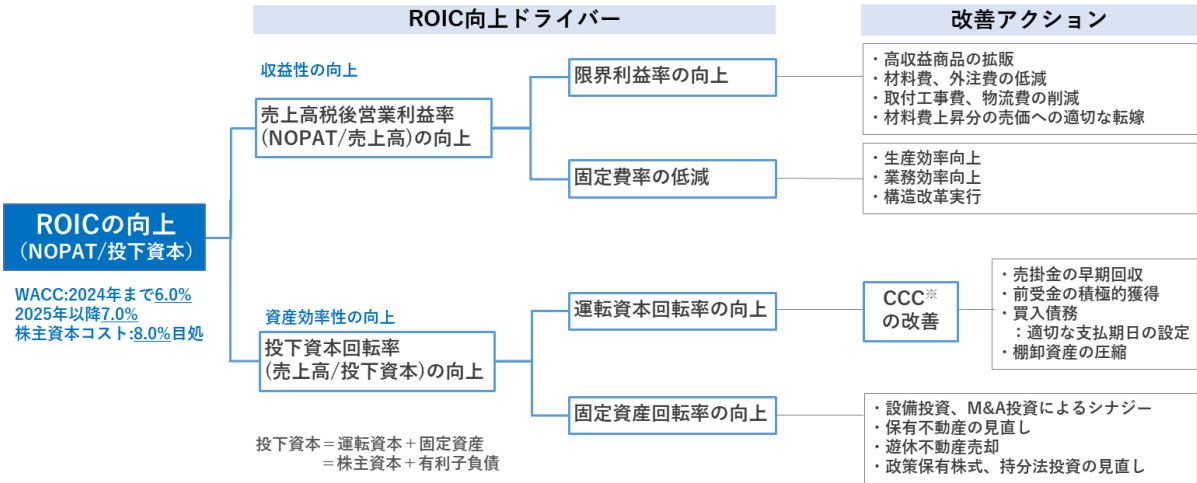 ROIC向上ドライバー
改善アクション
収益性の向上
売上高税後営業利益率
(NOPAT/売上高)の向上
限界利益率の向上
・高収益商品の拡販
・材料費、外注費の低減
・取付工事費、物流費の削減
・材料費上昇分の売価への適切な転嫁
固定費率の低減
・生産効率向上
・業務効率向上
・構造改革実行
ROICの向上
(NOPAT/投下資本)
WACC:2024年まで6.0%
2025年以降7.0%
株主資本コスト:8.0%目処
資産効率性の向上
投下資本回転率
(売上高/投下資本)の向上
運転資本回転率の向上
CCC※
の改善
・売掛金の早期回収
・前受金の積極的獲得
・買入債務
：適切な支払期日の設定
・棚卸資産の圧縮
固定資産回転率の向上
・設備投資、M&A投資によるシナジー
・保有不動産の見直し
・遊休不動産売却
・政策保有株式、持分法投資の見直し
投下資本＝運転資本＋固定資産
＝株主資本＋有利子負債